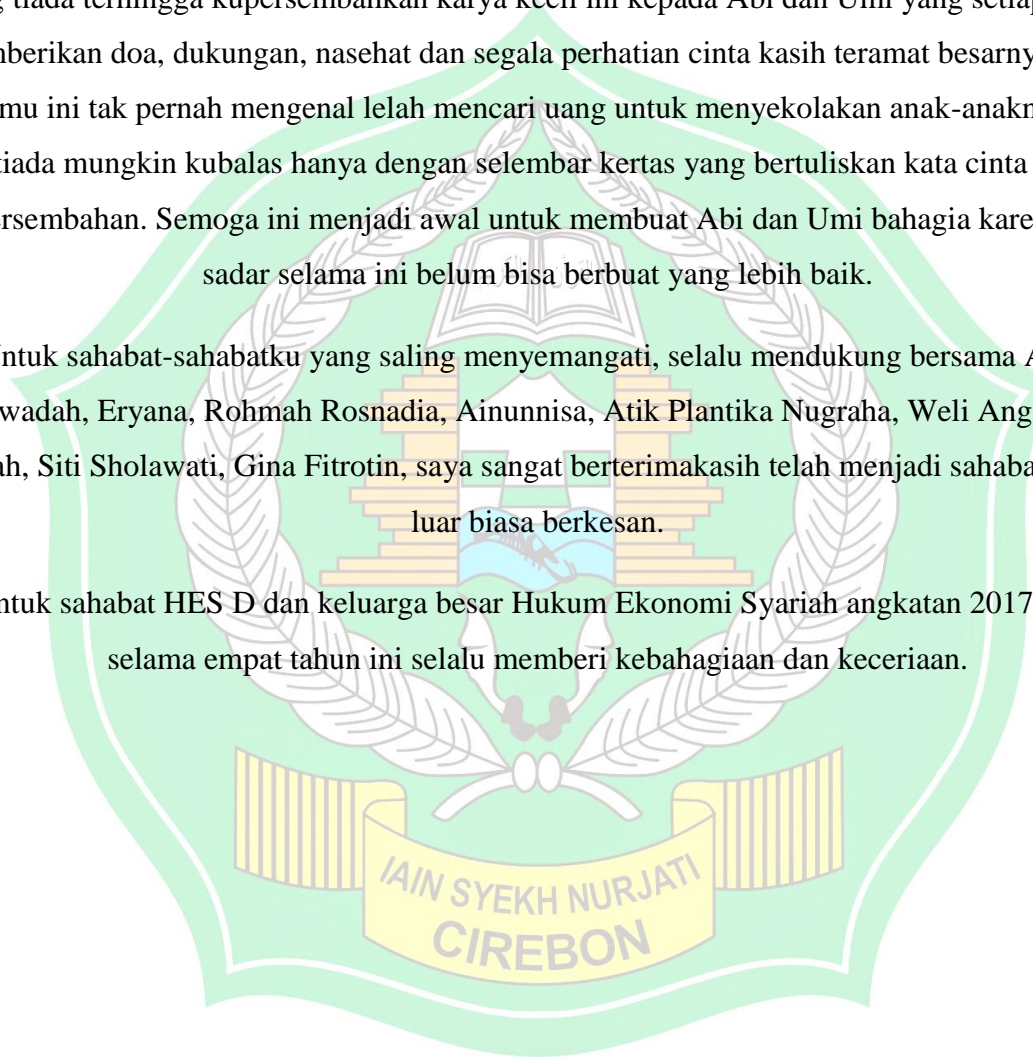 tiada terhingga kupersembahkan karya kecil ini kepada Abi dan Umi yang setiap
berikan doa, dukungan, nasehat dan segala perhatian cinta kasih teramat besarny
mu ini tak pernah mengenal lelah mencari uang untuk menyekolakan anak-anakn
tiada mungkin kubalas hanya dengan selembar kertas yang bertuliskan kata cinta
ersembahan. Semoga ini menjadi awal untuk membuat Abi dan Umi bahagia kare
sadar selama ini belum bisa berbuat yang lebih baik.
ntuk sahabat-sahabatku yang saling menyemangati, selalu mendukung bersama A
wadah, Eryana, Rohmah Rosnadia, Ainunnisa, Atik Plantika Nugraha, Weli Ang
ah, Siti Sholawati, Gina Fitrotin, saya sangat berterimakasih telah menjadi sahaba
luar biasa berkesan.
ntuk sahabat HES D dan keluarga besar Hukum Ekonomi Syariah angkatan 2017
selama empat tahun ini selalu memberi kebahagiaan dan keceriaan.
IAIN SYEKH NURJATI
CIREBON